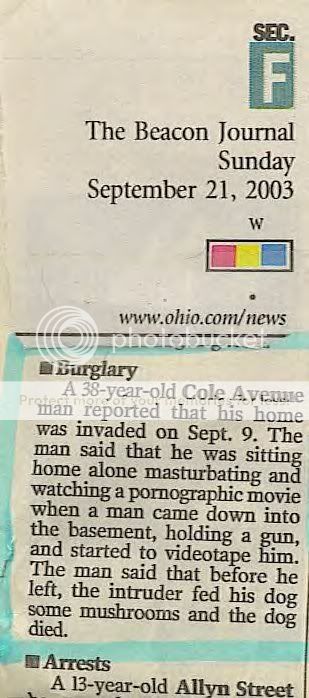 SEC.
F
The Beacon Journal
Sunday
September 21, 2003
W
www.ohio.com/news
photobucket
Burglary
A 38-year-old Cole Avenue
man reported that his home
was invaded on Sept. 9. The
man said that he was sitting
home alone masturbating and
watching a pornographic movie
when a man came down into
the basement, holding a gun,
and started to videotape him.
The man said that before he
left, the intruder fed his dog
some mushrooms and the dog
died.
Arrests
A 13-year-old Allyn Street